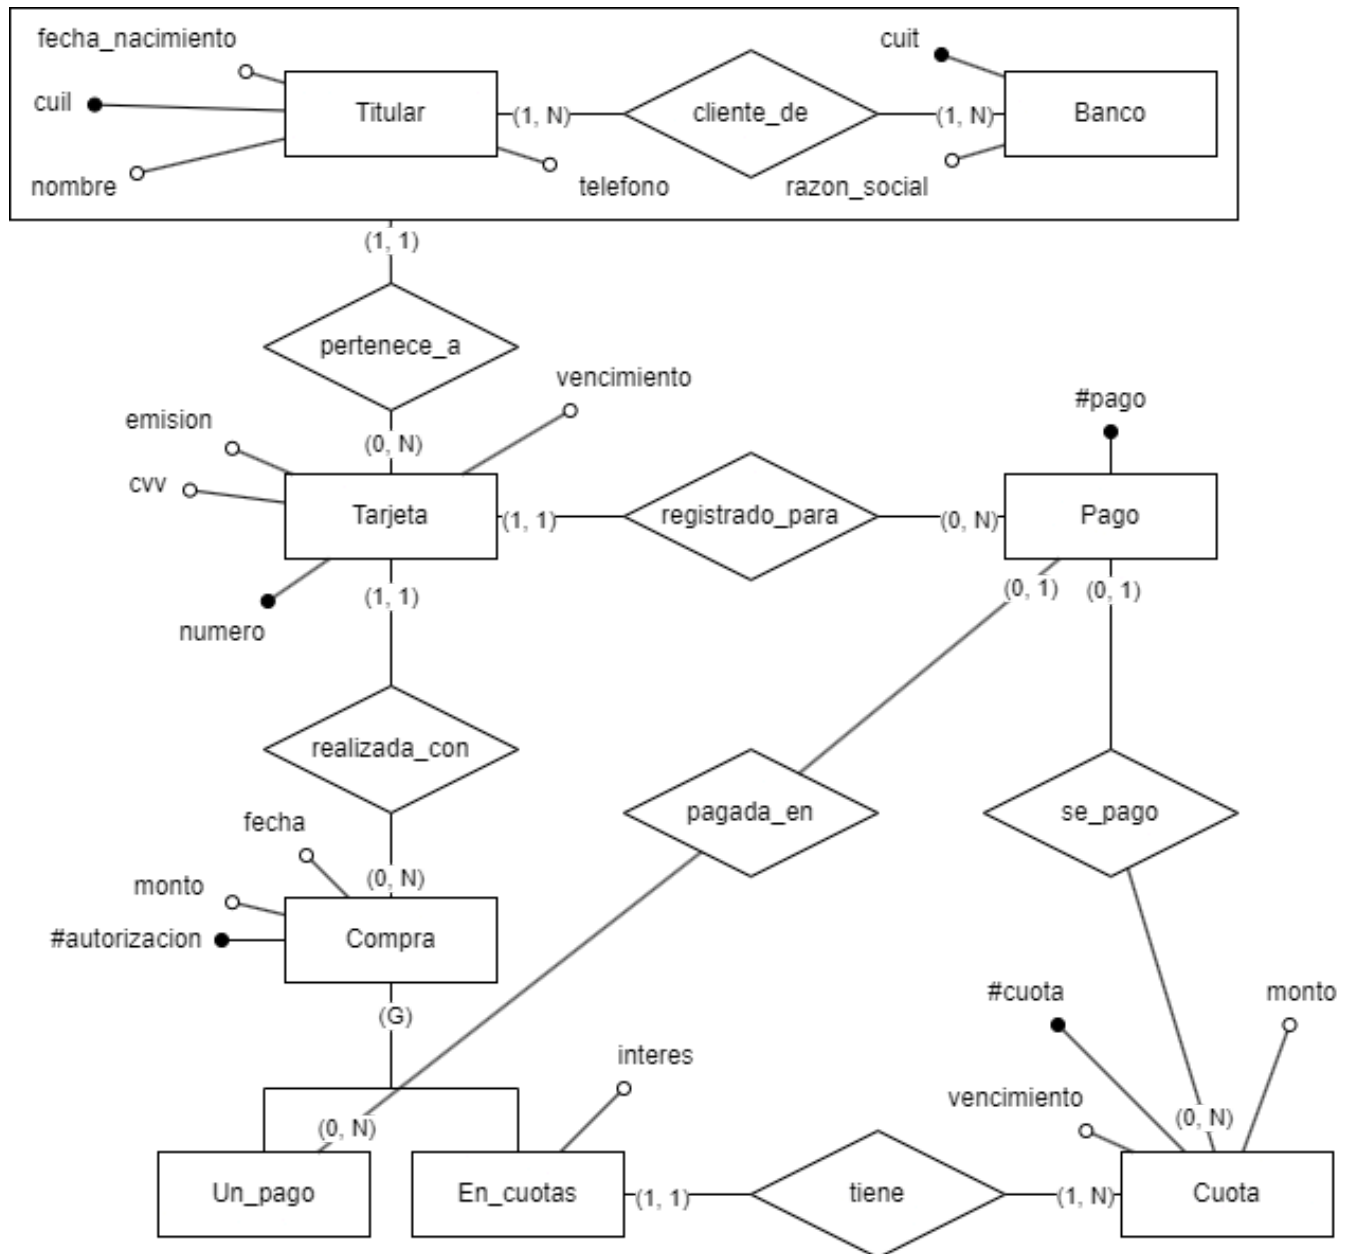 fecha_nacimiento
cuit
cuil
Titular
(1, N)
cliente_de
(1, N)
Banco
nombre
telefono
razon_social
(1, 1)
pertenece_a
vencimiento
#pago
emision
(0, N)
cvv
Tarjeta
(1, 1)
registrado_para
(0, N)
Pago
(0, 1)
(0, 1)
(1, 1)
numero
realizada_con
pagada_en
se_pago
fecha
(0, N)
monto
#autorizacion
Compra
#cuota
monto
(G)
interes
vencimiento
(0, N)
(0, N)
Un_pago
En_cuotas
(1, 1)
tiene
(1, N)
Cuota